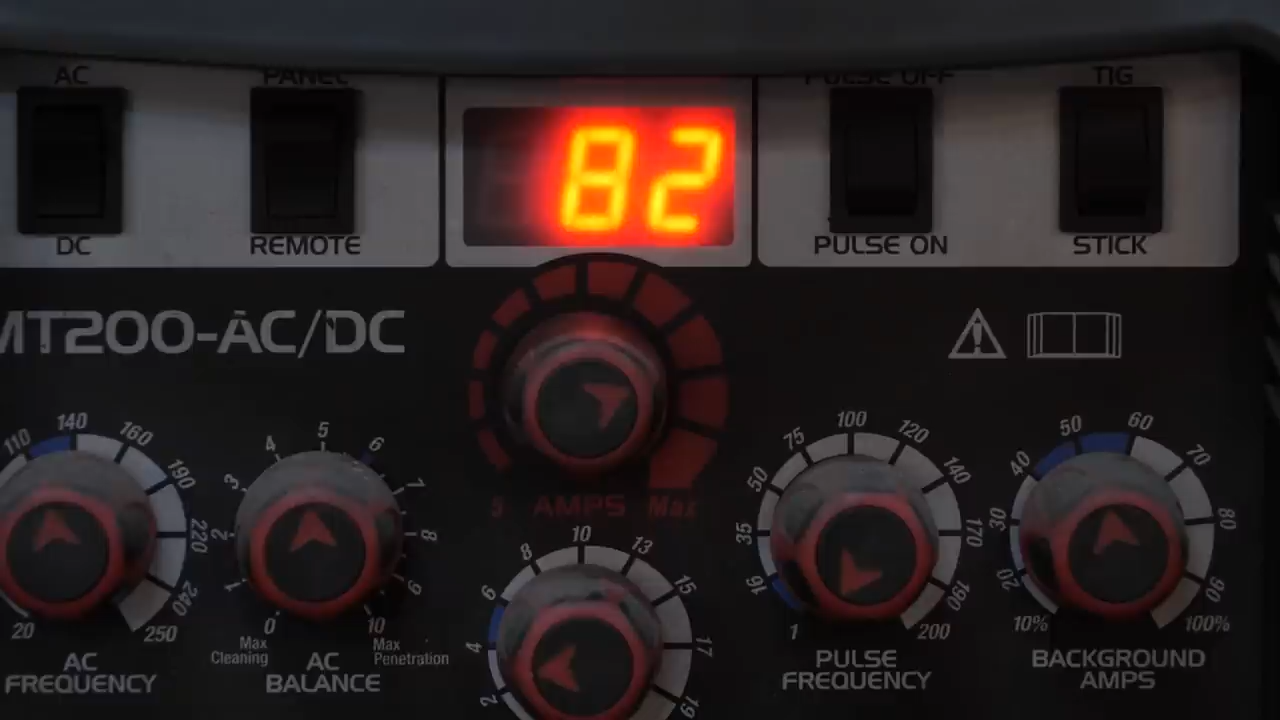 AC
PANEL
PULSE OFF
TIG
82
DC
REMOTE
PULSE ON
STICK
MT200-AC/DC
5 AMPS Max
110 140 160 190 220 240 250 20
AC
FREQUENCY
0 1 2 3 4 5 6 7 8 9 10
Max
Cleaning
AC
BALANCE
Max
Penetration
2 4 6 8 10 13 15 17 19
1 16 35 50 75 100 120 140 170 190 200
PULSE
FREQUENCY
10% 20 30 40 50 60 70 80 90 100%
BACKGROUND
AMPS